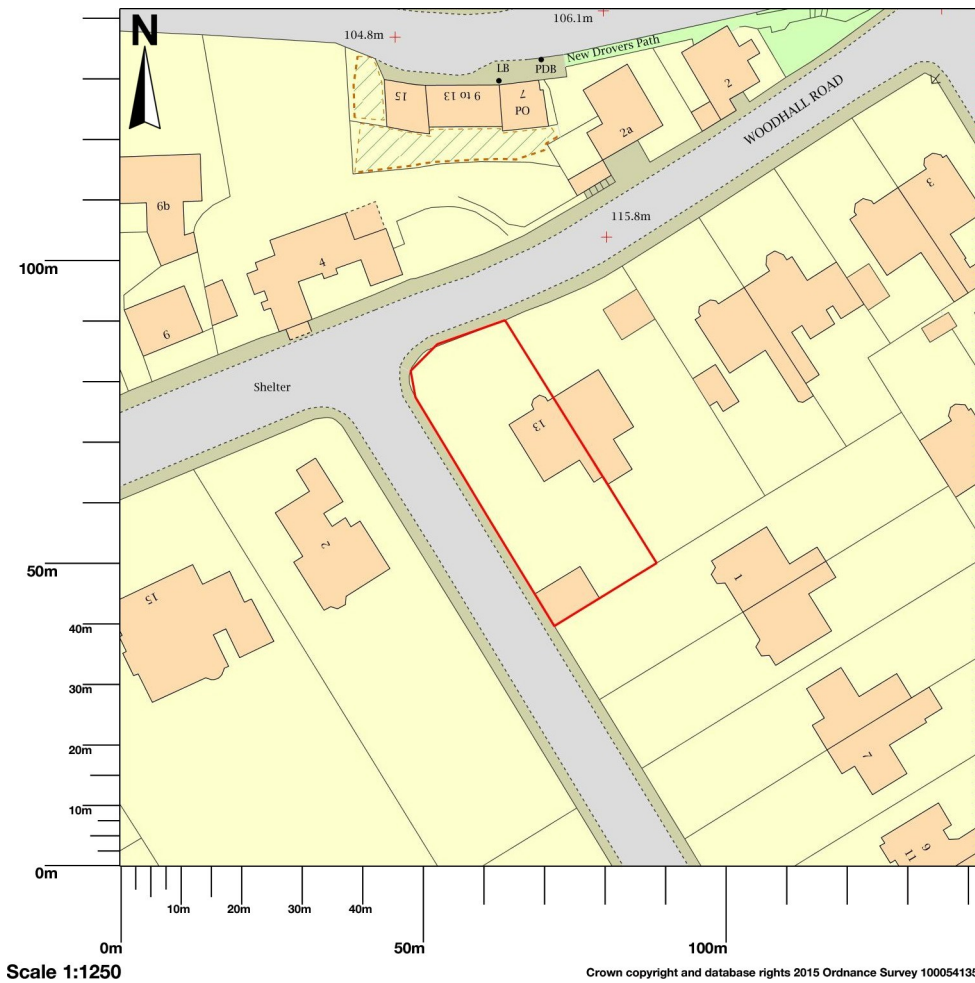 N
106.1m
104.8m
New Drovers Path
LB
PDB
15
9 to 13
7
PO
2
2a
WOODHALL ROAD
3
6b
115.8m
4
100m
6
Shelter
13
2
15
1
50m
40m
30m
20m
7
10m
9
11
0m
10m
20m
30m
40m
0m
50m
100m
Scale 1:1250
Crown copyright and database rights 2015 Ordnance Survey 100054135